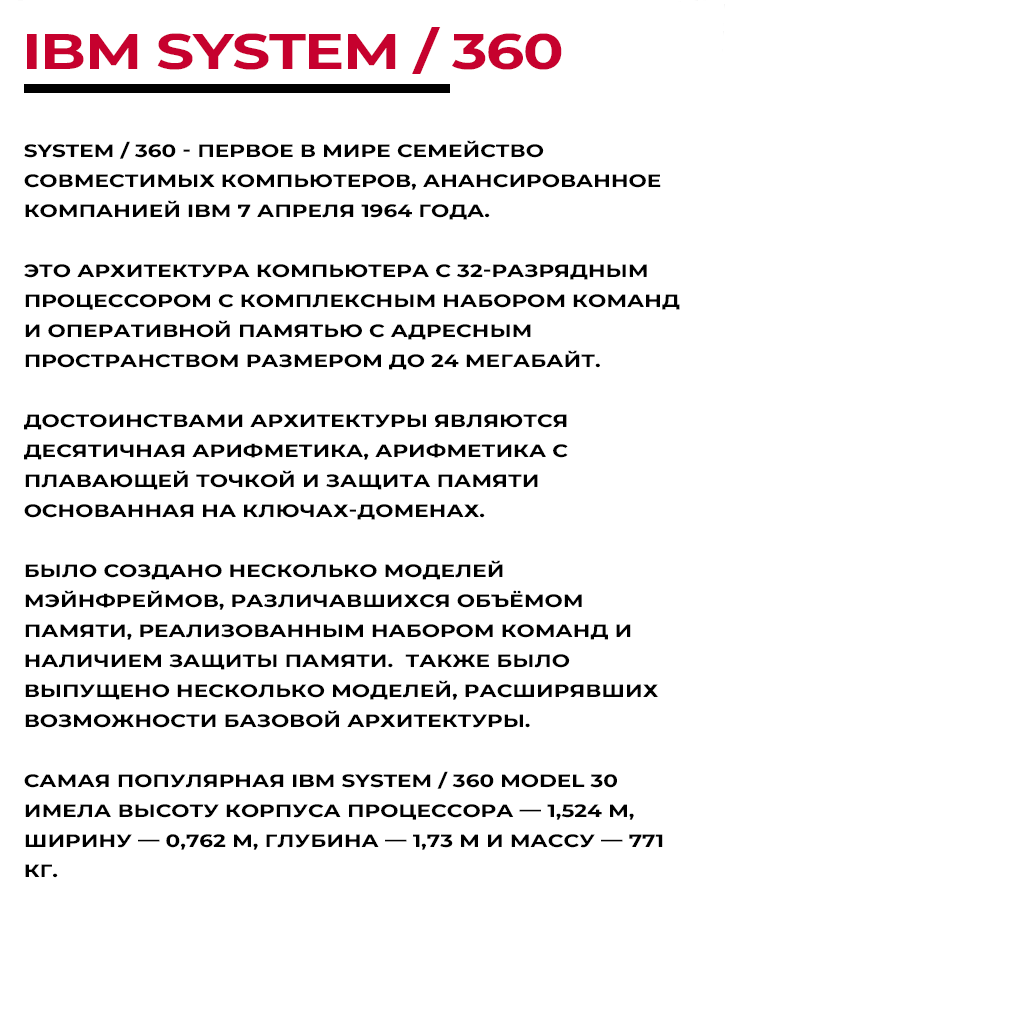 IBM SYSTEM / 360
SYSTEM / 360 - ПЕРВОЕ В МИРЕ СЕМЕЙСТВО
СОВМЕСТИМЫХ КОМПЬЮТЕРОВ, АНАНСИРОВАННОЕ
КОМПАНИЕЙ IBM 7 АПРЕЛЯ 1964 ГОДА.
ЭТО АРХИТЕКТУРА КОМПЬЮТЕРА С 32-РАЗРЯДНЫМ
ПРОЦЕССОРОМ С КОМПЛЕКСНЫМ НАБОРОМ КОМАНД
И ОПЕРАТИВНОЙ ПАМЯТЬЮ С АДРЕСНЫМ
ПРОСТРАНСТВОМ РАЗМЕРОМ ДО 24 МЕГАБАЙТ.
ДОСТОИНСТВАМИ АРХИТЕКТУРЫ ЯВЛЯЮТСЯ
ДЕСЯТИЧНАЯ АРИФМЕТИКА, АРИФМЕТИКА С
ПЛАВАЮЩЕЙ ТОЧКОЙ И ЗАЩИТА ПАМЯТИ
ОСНОВАННАЯ НА КЛЮЧАХ-ДОМЕНАХ.
БЫЛО СОЗДАНО НЕСКОЛЬКО МОДЕЛЕЙ
МЭЙНФРЕЙМОВ, РАЗЛИЧАВШИХСЯ ОБЪЁМОМ
ПАМЯТИ, РЕАЛИЗОВАННЫМ НАБОРОМ КОМАНД И
НАЛИЧИЕМ ЗАЩИТЫ ПАМЯТИ.  ТАКЖЕ БЫЛО
ВЫПУЩЕНО НЕСКОЛЬКО МОДЕЛЕЙ, РАСШИРЯВШИХ
ВОЗМОЖНОСТИ БАЗОВОЙ АРХИТЕКТУРЫ.
САМАЯ ПОПУЛЯРНАЯ IBM SYSTEM / 360 MODEL 30
ИМЕЛА ВЫСОТУ КОРПУСА ПРОЦЕССОРА — 1,524 М,
ШИРИНУ — 0,762 М, ГЛУБИНА — 1,73 М И МАССУ — 771
КГ.